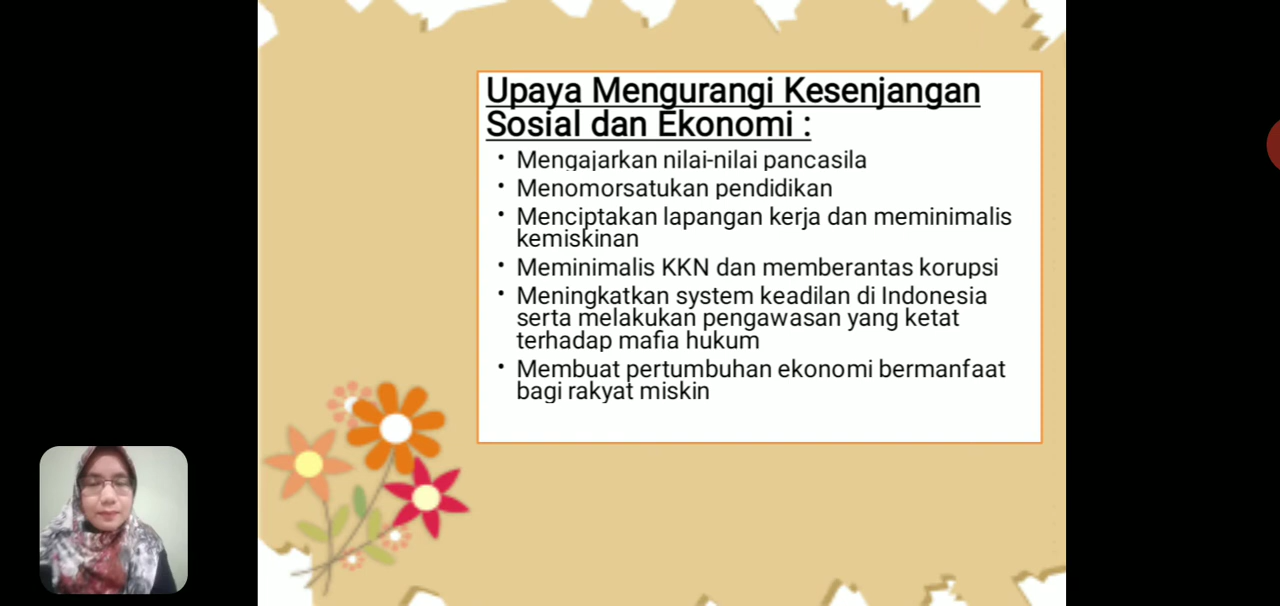 Upaya Mengurangi Kesenjangan
Sosial dan Ekonomi :
• Mengajarkan nilai-nilai pancasila
• Menomorsatukan pendidikan
• Menciptakan lapangan kerja dan meminimalis
kemiskinan
• Meminimalis KKN dan memberantas korupsi
• Meningkatkan system keadilan di Indonesia
serta melakukan pengawasan yang ketat
terhadap mafia hukum
• Membuat pertumbuhan ekonomi bermanfaat
bagi rakyat miskin